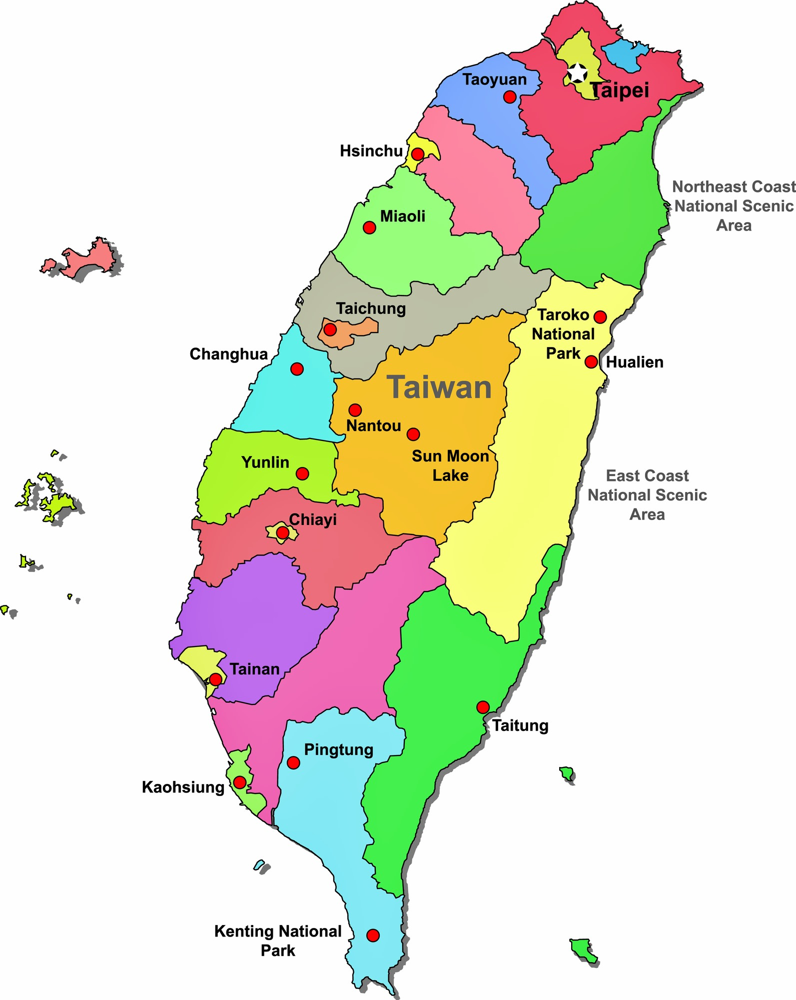 Taoyuan
Taipei
Hsinchu
Northeast Coast
National Scenic
Area
Miaoli
Taichung
Taroko
National
Park
Changhua
Hualien
Taiwan
Nantou
Sun Moon
Lake
Yunlin
East Coast
National Scenic
Area
Chiayi
Tainan
Taitung
Pingtung
Kaohsiung
Kenting National
Park